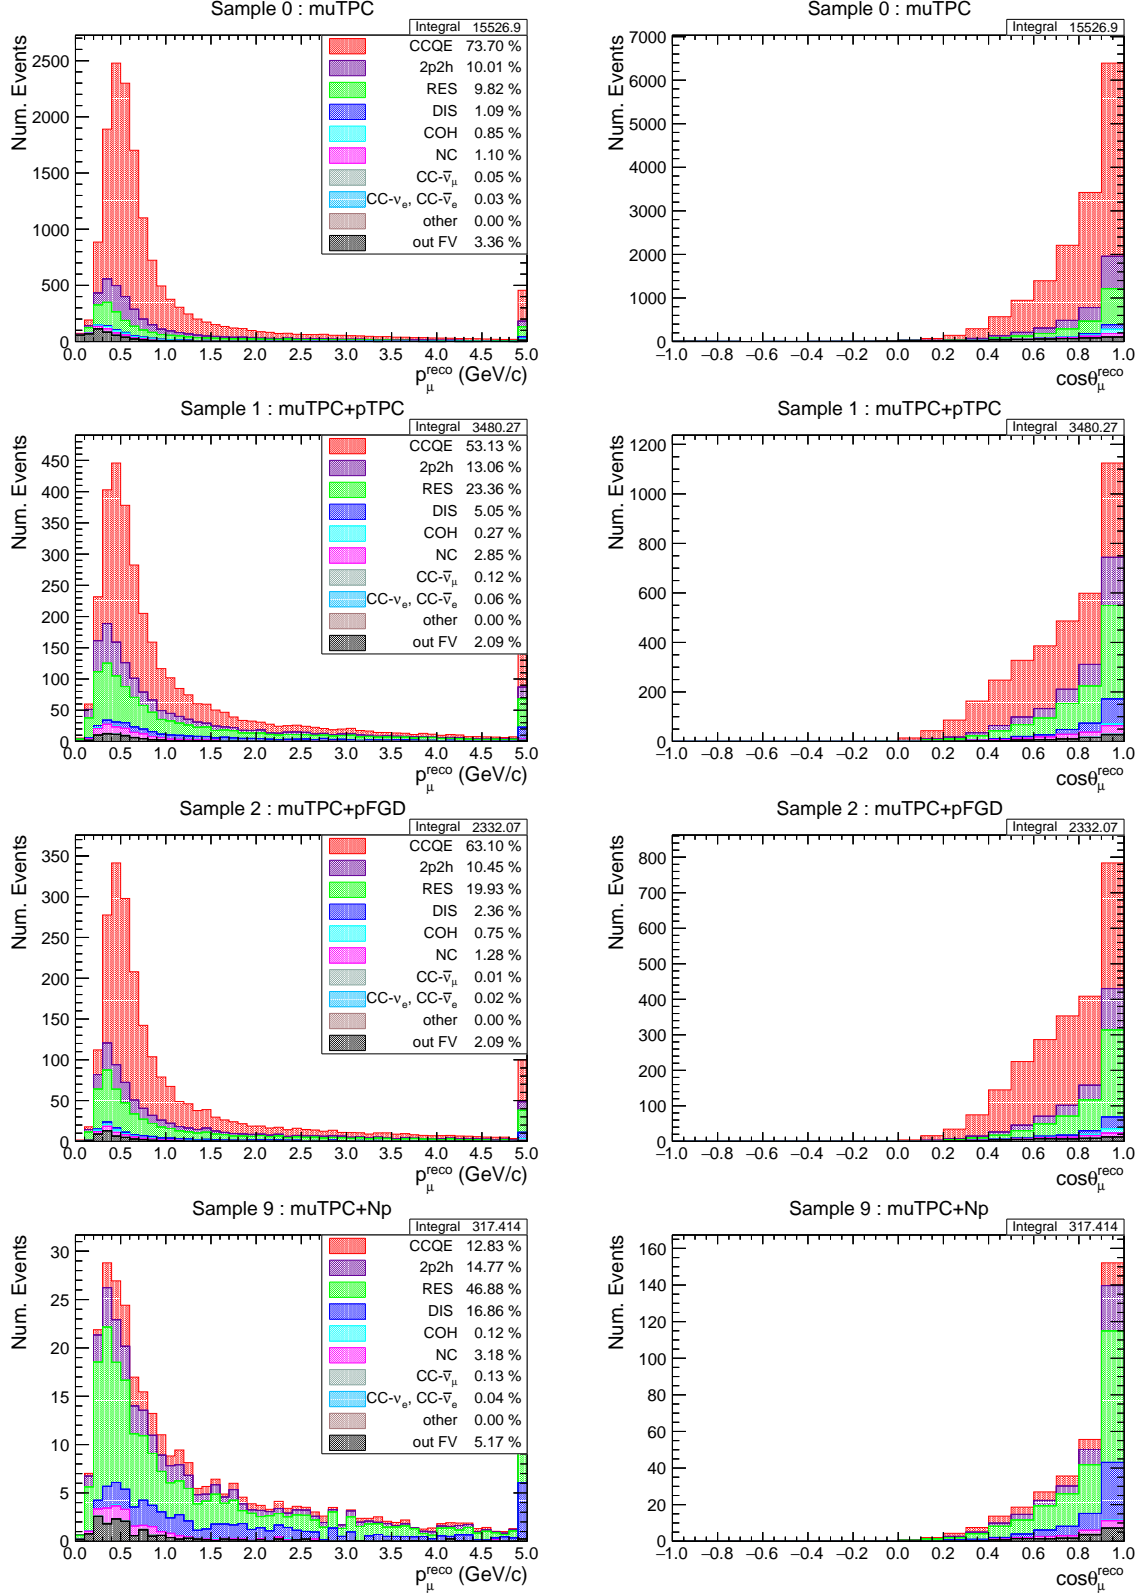 Sample 0 : muTPC
Integral 15526.9
CCQE 73.70 %
2p2h 10.01 %
RES 9.82 %
DIS 1.09 %
COH 0.85 %
NC 1.10 %
CC-ν̅μ 0.05 %
CC-νe, CC-ν̅e 0.03 %
other 0.00 %
out FV 3.36 %
Num. Events
2500
2000
1500
1000
500
0
0.0 0.5 1.0 1.5 2.0 2.5 3.0 3.5 4.0 4.5 5.0
pμreco (GeV/c)
Sample 0 : muTPC
Integral 15526.9
Num. Events
7000
6000
5000
4000
3000
2000
1000
0
−1.0 −0.8 −0.6 −0.4 −0.2 0.0 0.2 0.4 0.6 0.8 1.0
cosθμreco
Sample 1 : muTPC+pTPC
Integral 3480.27
CCQE 53.13 %
2p2h 13.06 %
RES 23.36 %
DIS 5.05 %
COH 0.27 %
NC 2.85 %
CC-ν̅μ 0.12 %
CC-νe, CC-ν̅e 0.06 %
other 0.00 %
out FV 2.09 %
Num. Events
450
400
350
300
250
200
150
100
50
0
0.0 0.5 1.0 1.5 2.0 2.5 3.0 3.5 4.0 4.5 5.0
pμreco (GeV/c)
Sample 1 : muTPC+pTPC
Integral 3480.27
Num. Events
1200
1000
800
600
400
200
0
−1.0 −0.8 −0.6 −0.4 −0.2 0.0 0.2 0.4 0.6 0.8 1.0
cosθμreco
Sample 2 : muTPC+pFGD
Integral 2332.07
CCQE 63.10 %
2p2h 10.45 %
RES 19.93 %
DIS 2.36 %
COH 0.75 %
NC 1.28 %
CC-ν̅μ 0.01 %
CC-νe, CC-ν̅e 0.02 %
other 0.00 %
out FV 2.09 %
Num. Events
350
300
250
200
150
100
50
0
0.0 0.5 1.0 1.5 2.0 2.5 3.0 3.5 4.0 4.5 5.0
pμreco (GeV/c)
Sample 2 : muTPC+pFGD
Integral 2332.07
Num. Events
800
700
600
500
400
300
200
100
0
−1.0 −0.8 −0.6 −0.4 −0.2 0.0 0.2 0.4 0.6 0.8 1.0
cosθμreco
Sample 9 : muTPC+Np
Integral 317.414
CCQE 12.83 %
2p2h 14.77 %
RES 46.88 %
DIS 16.86 %
COH 0.12 %
NC 3.18 %
CC-ν̅μ 0.13 %
CC-νe, CC-ν̅e 0.04 %
other 0.00 %
out FV 5.17 %
Num. Events
30
25
20
15
10
5
0
0.0 0.5 1.0 1.5 2.0 2.5 3.0 3.5 4.0 4.5 5.0
pμreco (GeV/c)
Sample 9 : muTPC+Np
Integral 317.414
Num. Events
160
140
120
100
80
60
40
20
0
−1.0 −0.8 −0.6 −0.4 −0.2 0.0 0.2 0.4 0.6 0.8 1.0
cosθμreco